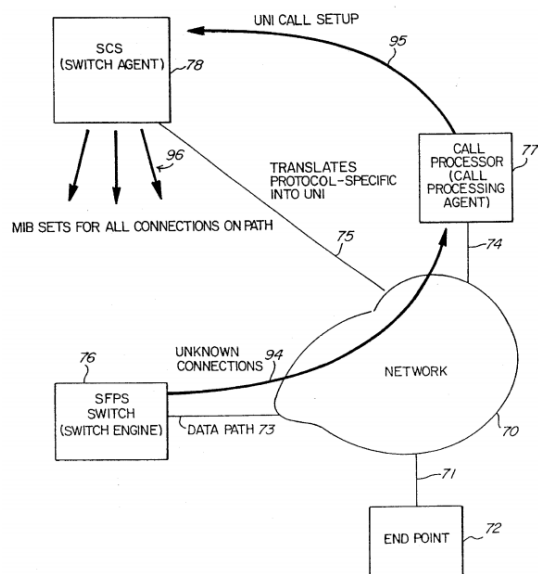 UNI CALL SETUP
95
SCS
(SWITCH AGENT)
78
96
CALL
PROCESSOR
(CALL
PROCESSING
AGENT)
77
TRANSLATES
PROTOCOL-SPECIFIC
INTO UNI
MIB SETS FOR ALL CONNECTIONS ON PATH
75
74
UNKNOWN
CONNECTIONS
94
76
SFPS
SWITCH
(SWITCH ENGINE)
DATA PATH 73
NETWORK
70
71
END POINT
72